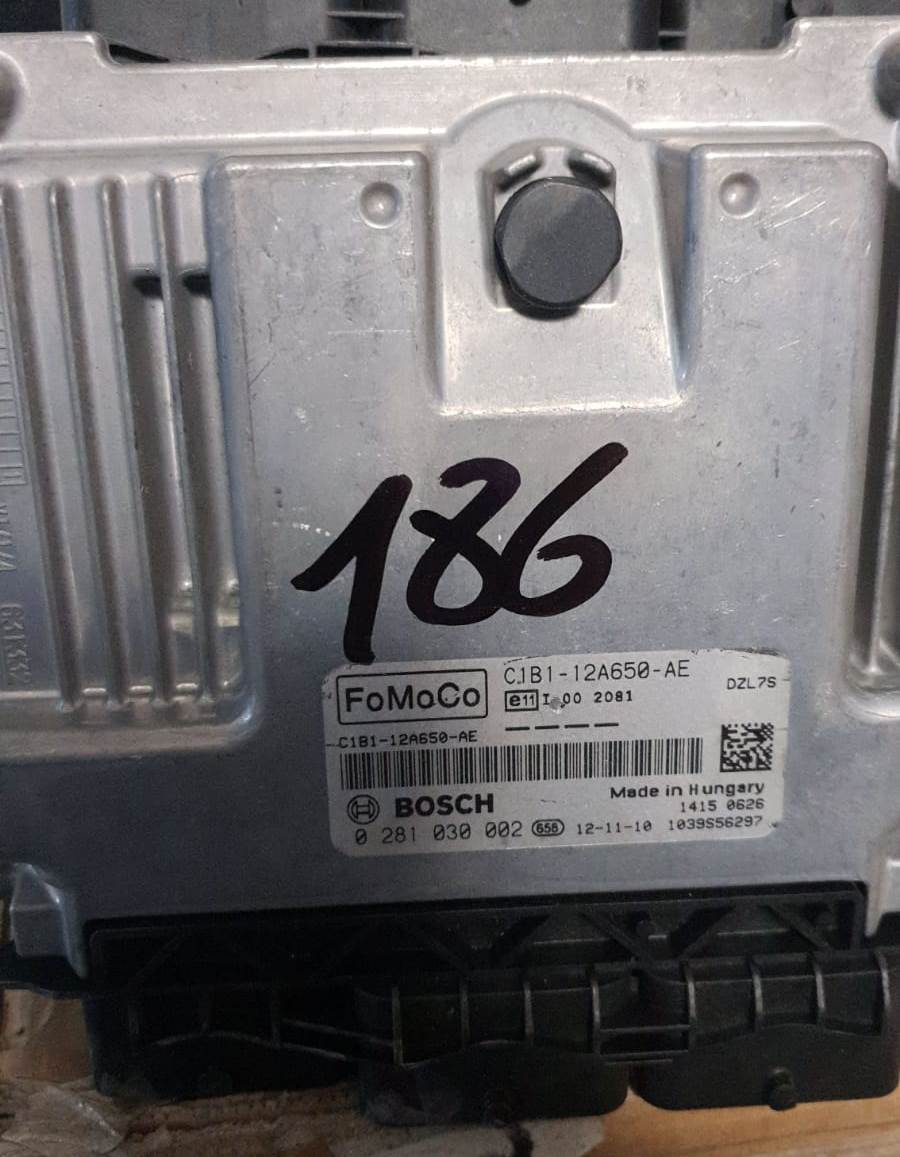 186
FoMoCo
C1B1-12A650-AE
e11 I 00 2081
DZL7S
— — — —
C1B1-12A650-AE
Made in Hungary
BOSCH
1415 0626
0 281 030 002 656 12-11-10 1039S56297